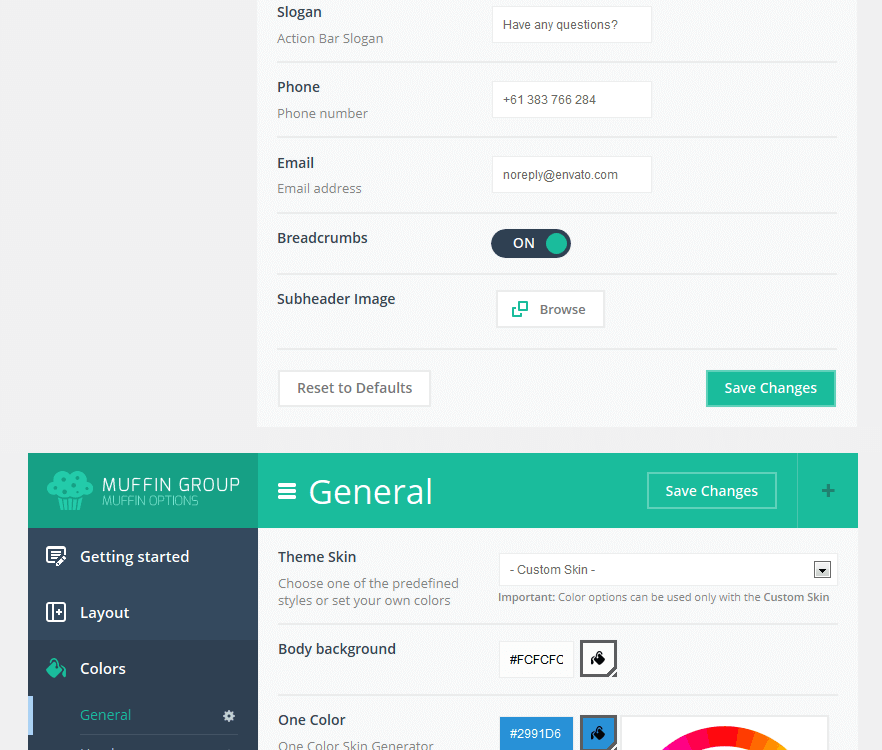 Slogan
Action Bar Slogan
Have any questions?
Phone
Phone number
+61 383 766 284
Email
Email address
noreply@envato.com
Breadcrumbs
ON
Subheader Image
Browse
Reset to Defaults
Save Changes
MUFFIN GROUP
MUFFIN OPTIONS
General
Save Changes
+
Getting started
Layout
Colors
General
Theme Skin
Choose one of the predefined
styles or set your own colors
- Custom Skin -
Important: Color options can be used only with the Custom Skin
Body background
#FCFCFC
One Color
One Color Skin Generator
#2991D6